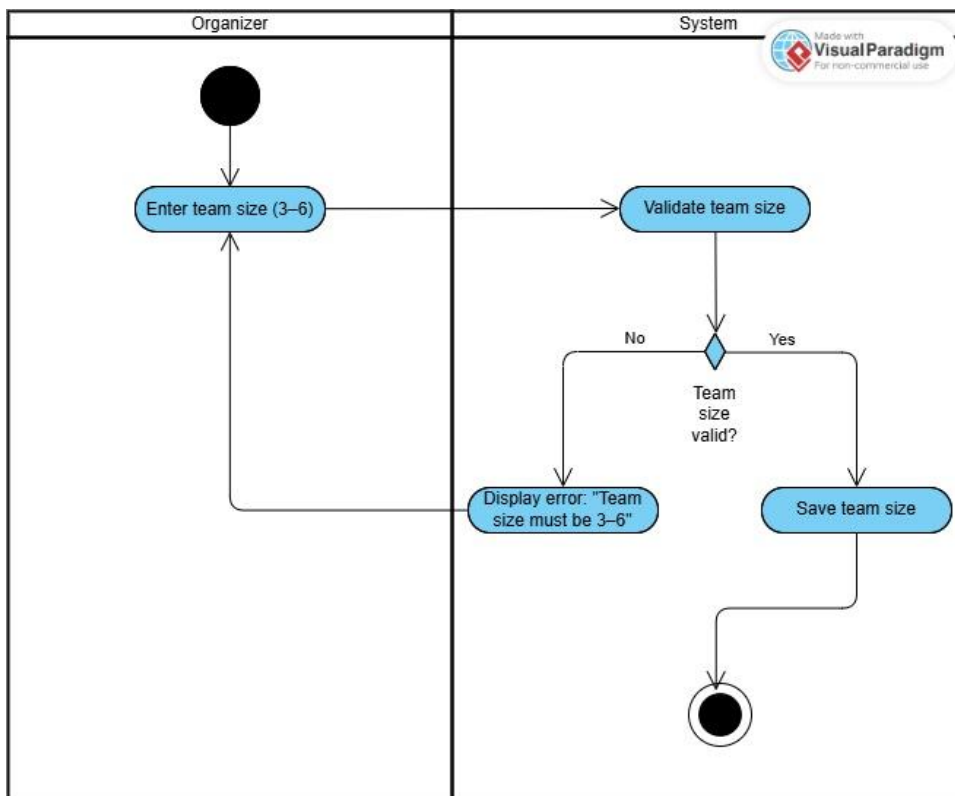 Organizer
System
Made with
Visual Paradigm
For non-commercial use
Enter team size (3–6)
Validate team size
No
Yes
Team
size
valid?
Display error: "Team
size must be 3–6"
Save team size